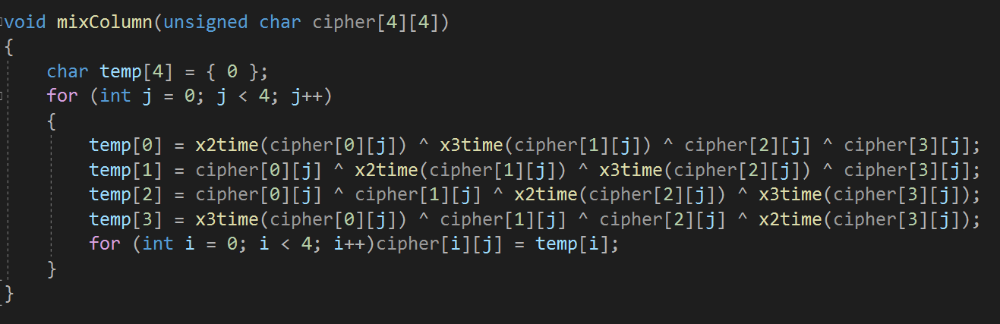 void mixColumn(unsigned char cipher[4][4])
{
    char temp[4] = { 0 };
    for (int j = 0; j < 4; j++)
    {
        temp[0] = x2time(cipher[0][j]) ^ x3time(cipher[1][j]) ^ cipher[2][j] ^ cipher[3][j];
        temp[1] = cipher[0][j] ^ x2time(cipher[1][j]) ^ x3time(cipher[2][j]) ^ cipher[3][j];
        temp[2] = cipher[0][j] ^ cipher[1][j] ^ x2time(cipher[2][j]) ^ x3time(cipher[3][j]);
        temp[3] = x3time(cipher[0][j]) ^ cipher[1][j] ^ cipher[2][j] ^ x2time(cipher[3][j]);
        for (int i = 0; i < 4; i++)cipher[i][j] = temp[i];
    }
}